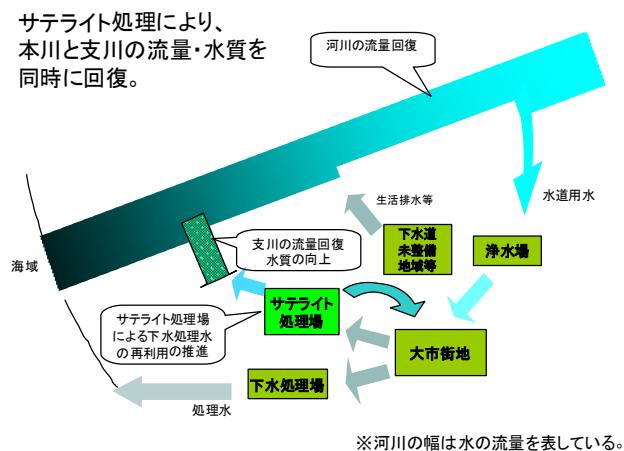 サテライト処理により、
本川と支川の流量・水質を
同時に回復。
河川の流量回復
生活排水等
水道用水
下水道
未整備
地域等
浄水場
支川の流量回復
水質の向上
海域
サテライト
処理場
サテライト処理場
による下水処理水
の再利用の推進
大市街地
下水処理場
処理水
※河川の幅は水の流量を表している。